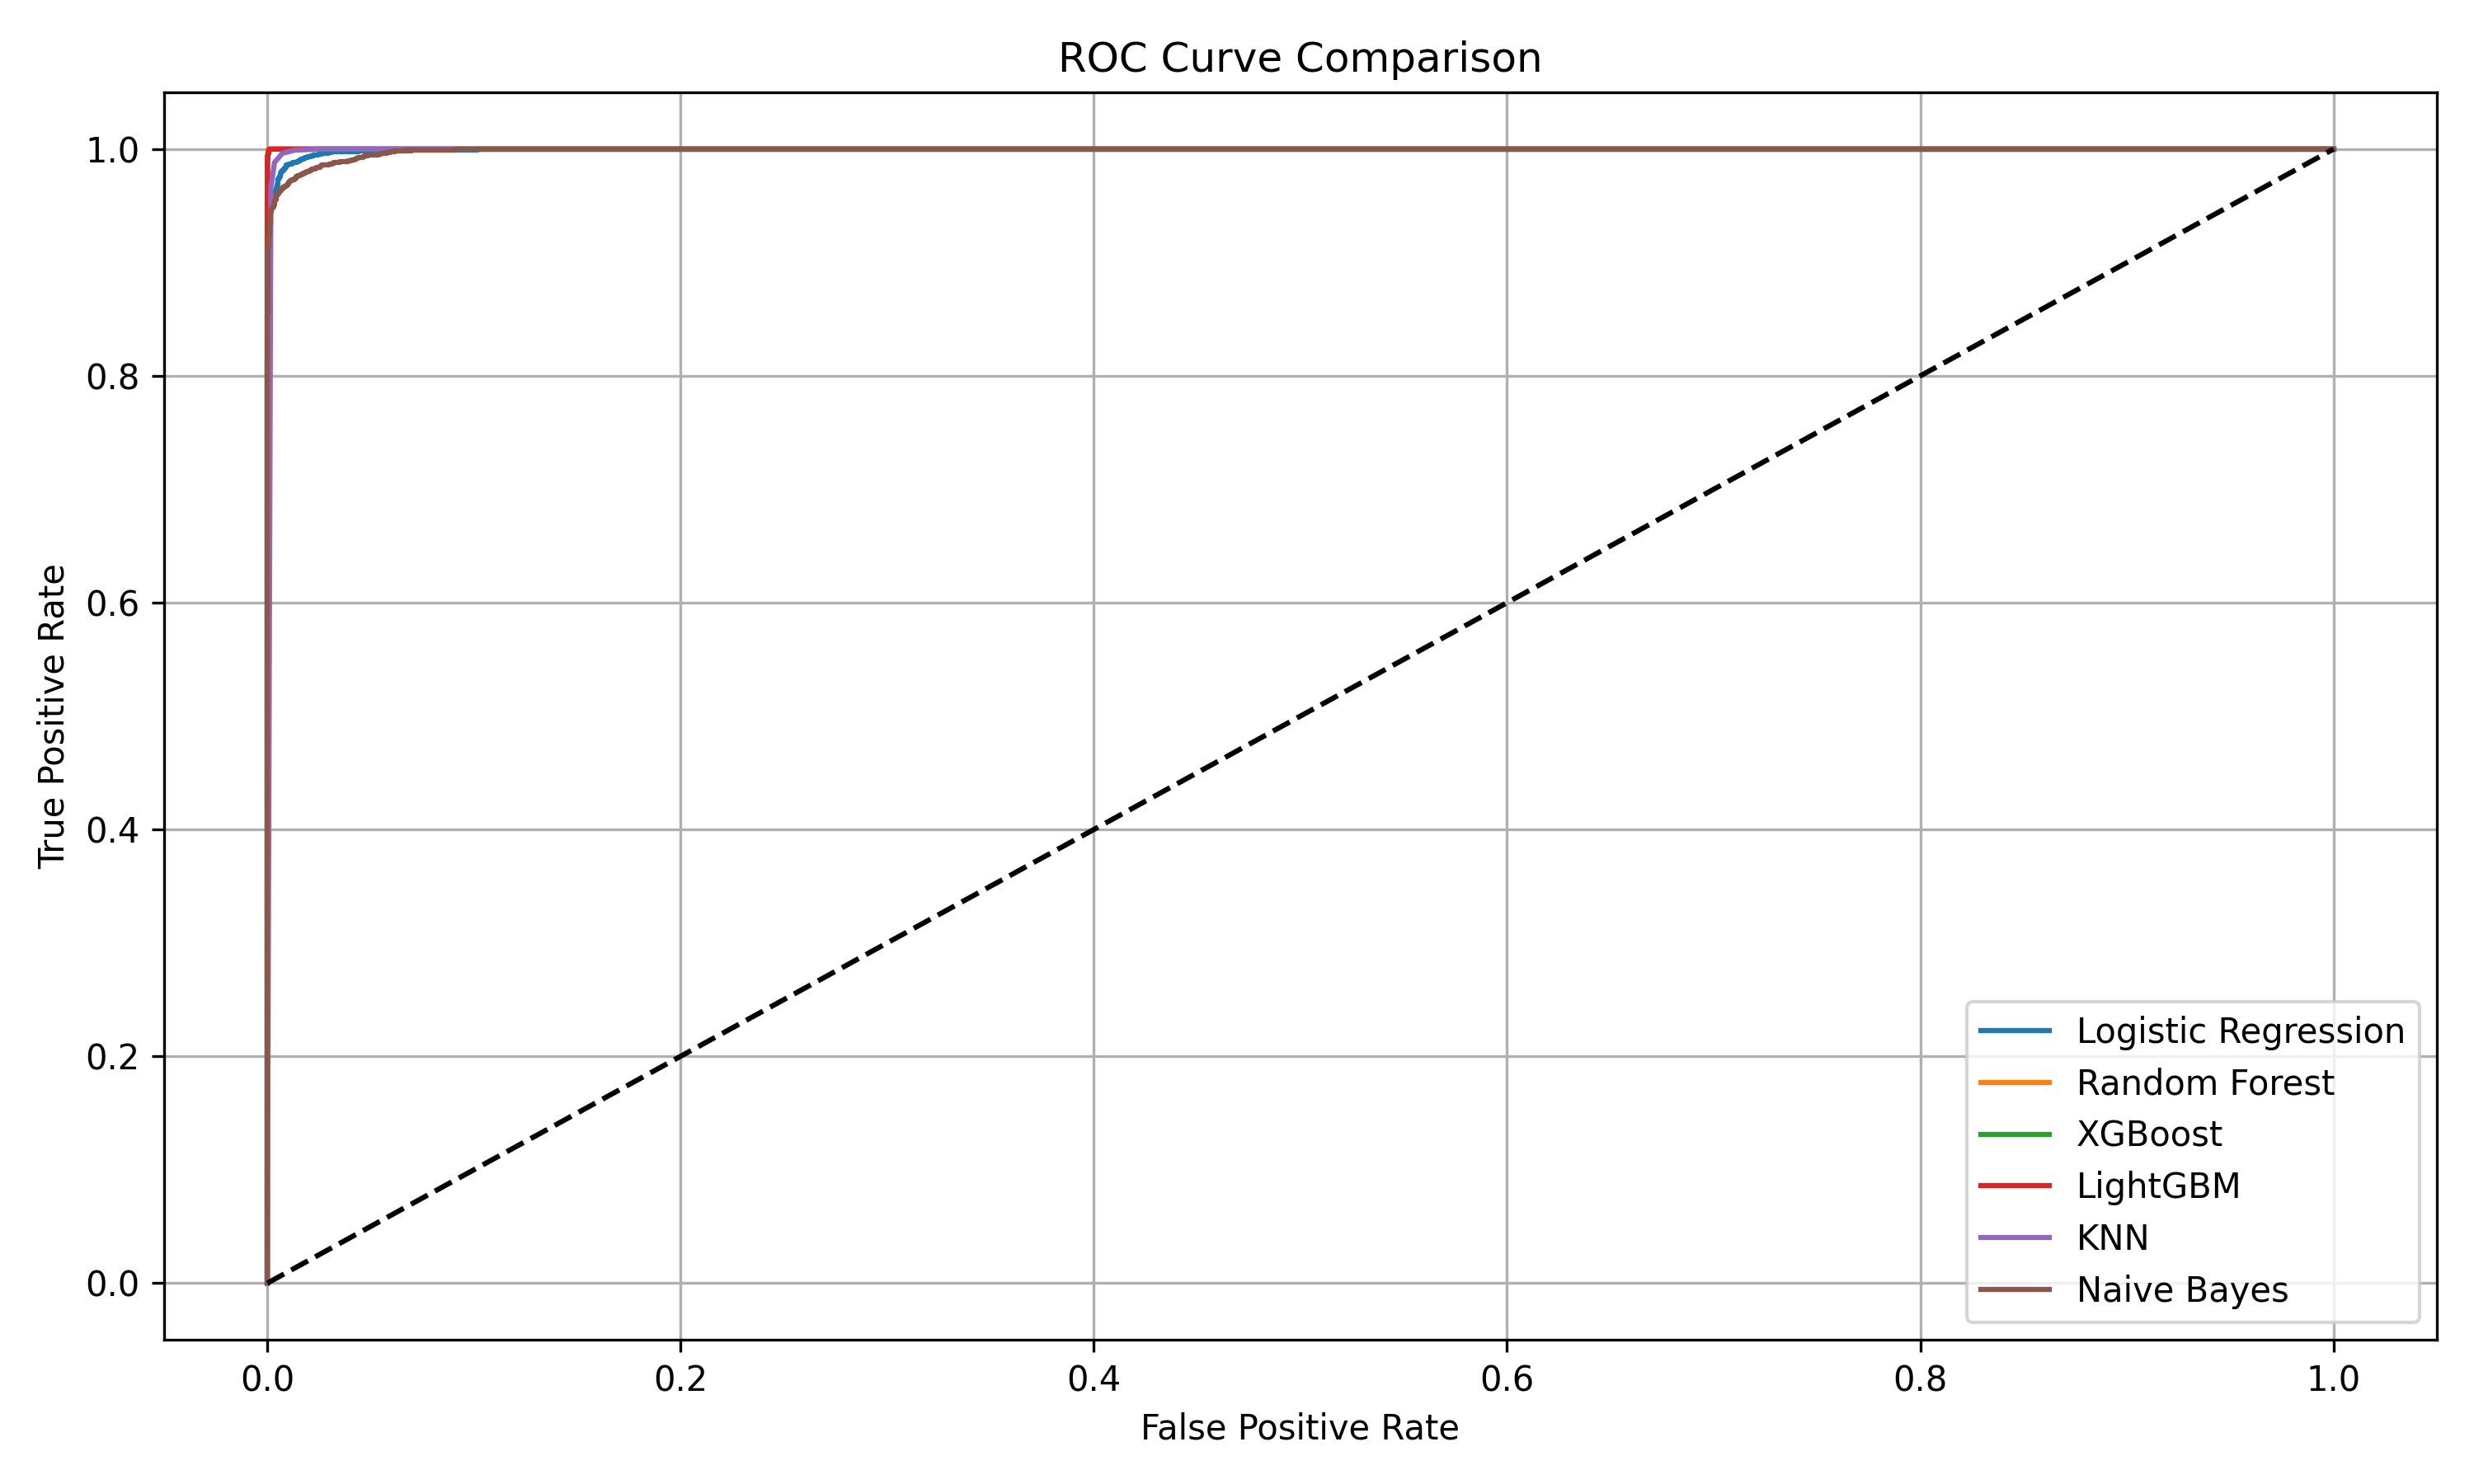 ROC Curve Comparison
True Positive Rate
1.0
0.8
0.6
0.4
0.2
0.0
0.0 0.2 0.4 0.6 0.8 1.0
False Positive Rate
Logistic Regression
Random Forest
XGBoost
LightGBM
KNN
Naive Bayes